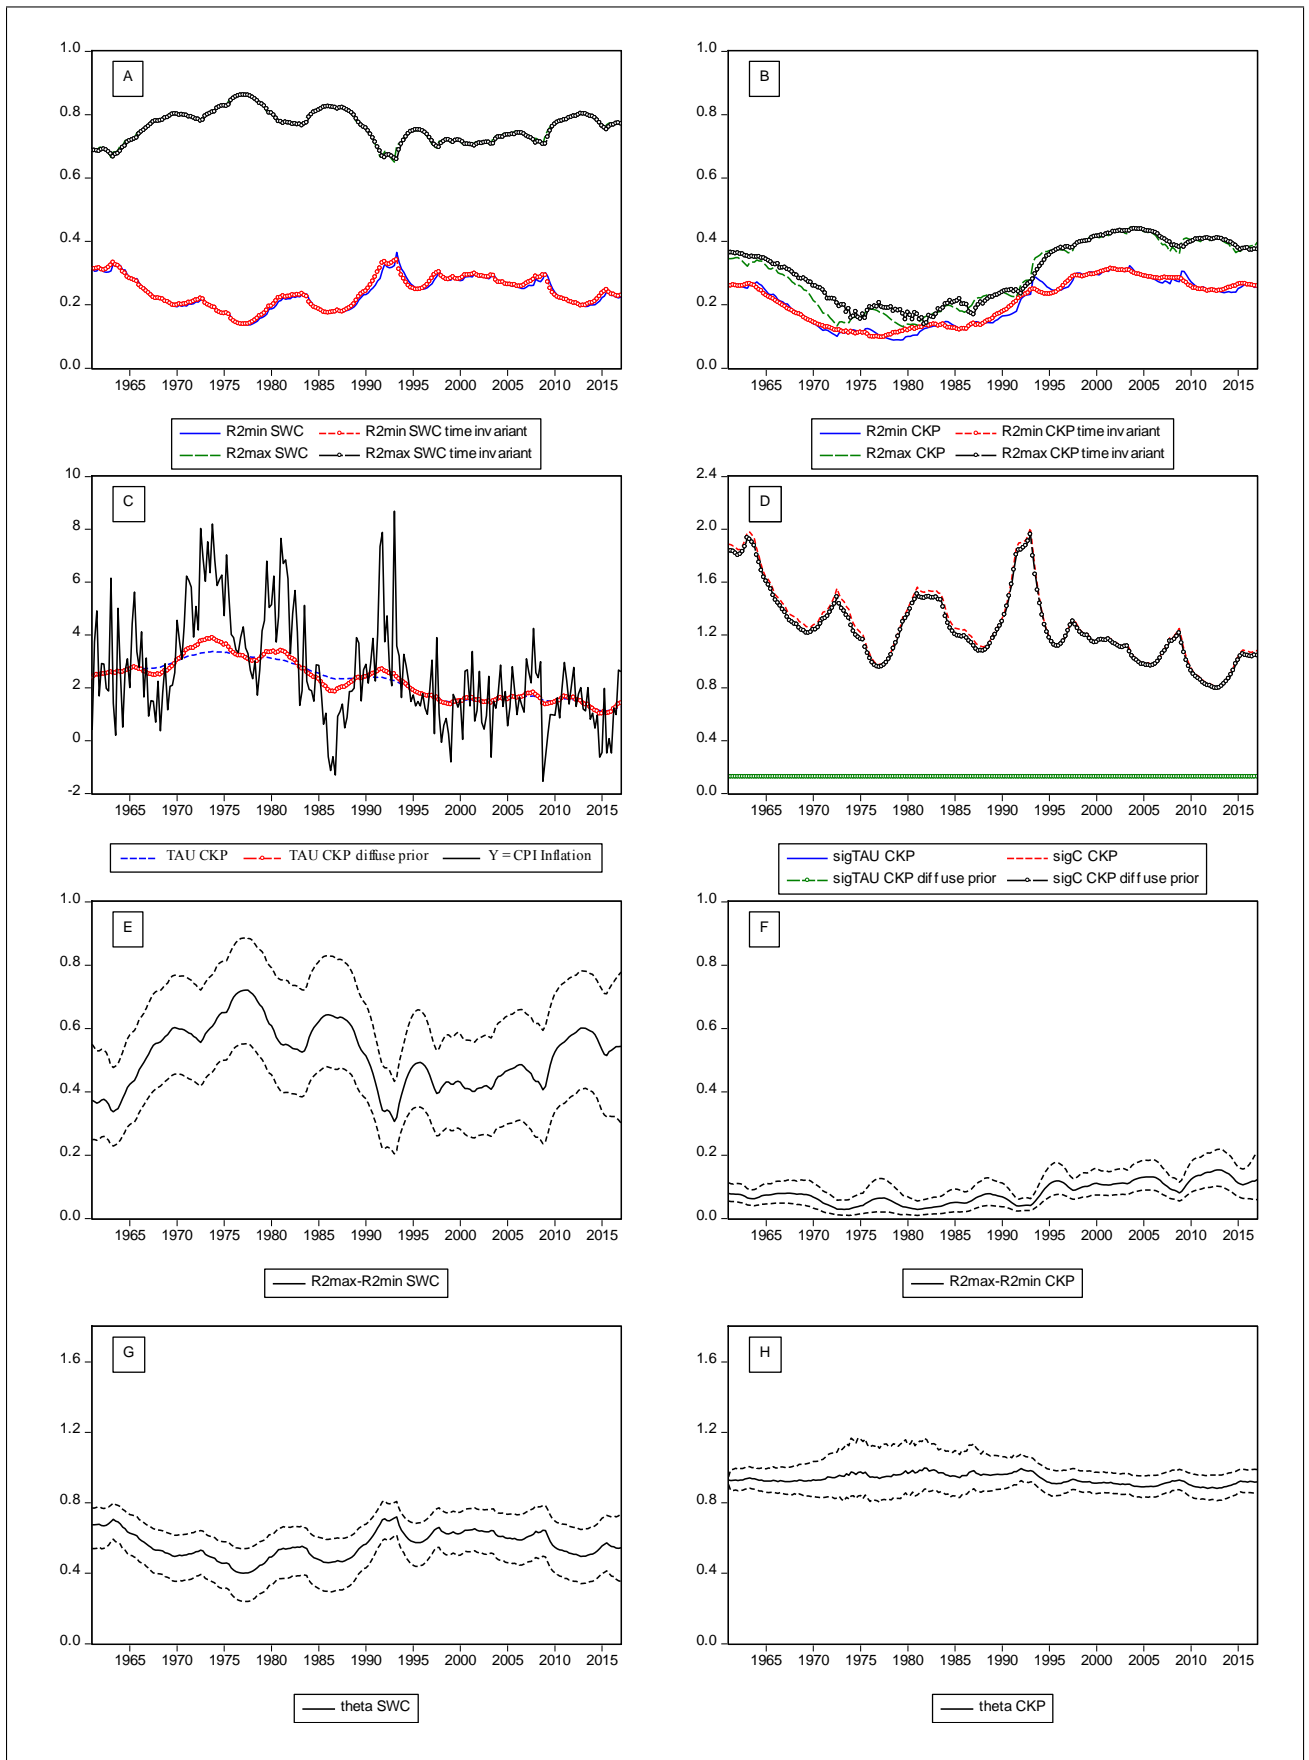 A
1.0
0.8
0.6
0.4
0.2
0.0
1965 1970 1975 1980 1985 1990 1995 2000 2005 2010 2015
R2min SWC R2min SWC time invariant
R2max SWC R2max SWC time invariant
B
1.0
0.8
0.6
0.4
0.2
0.0
1965 1970 1975 1980 1985 1990 1995 2000 2005 2010 2015
R2min CKP R2min CKP time invariant
R2max CKP R2max CKP time invariant
C
10
8
6
4
2
0
-2
1965 1970 1975 1980 1985 1990 1995 2000 2005 2010 2015
TAU CKP TAU CKP diffuse prior Y = CPI Inflation
D
2.4
2.0
1.6
1.2
0.8
0.4
0.0
1965 1970 1975 1980 1985 1990 1995 2000 2005 2010 2015
sigTAU CKP sigC CKP
sigTAU CKP diffuse prior sigC CKP diffuse prior
E
1.0
0.8
0.6
0.4
0.2
0.0
1965 1970 1975 1980 1985 1990 1995 2000 2005 2010 2015
R2max-R2min SWC
F
1.0
0.8
0.6
0.4
0.2
0.0
1965 1970 1975 1980 1985 1990 1995 2000 2005 2010 2015
R2max-R2min CKP
G
1.6
1.2
0.8
0.4
0.0
1965 1970 1975 1980 1985 1990 1995 2000 2005 2010 2015
theta SWC
H
1.6
1.2
0.8
0.4
0.0
1965 1970 1975 1980 1985 1990 1995 2000 2005 2010 2015
theta CKP